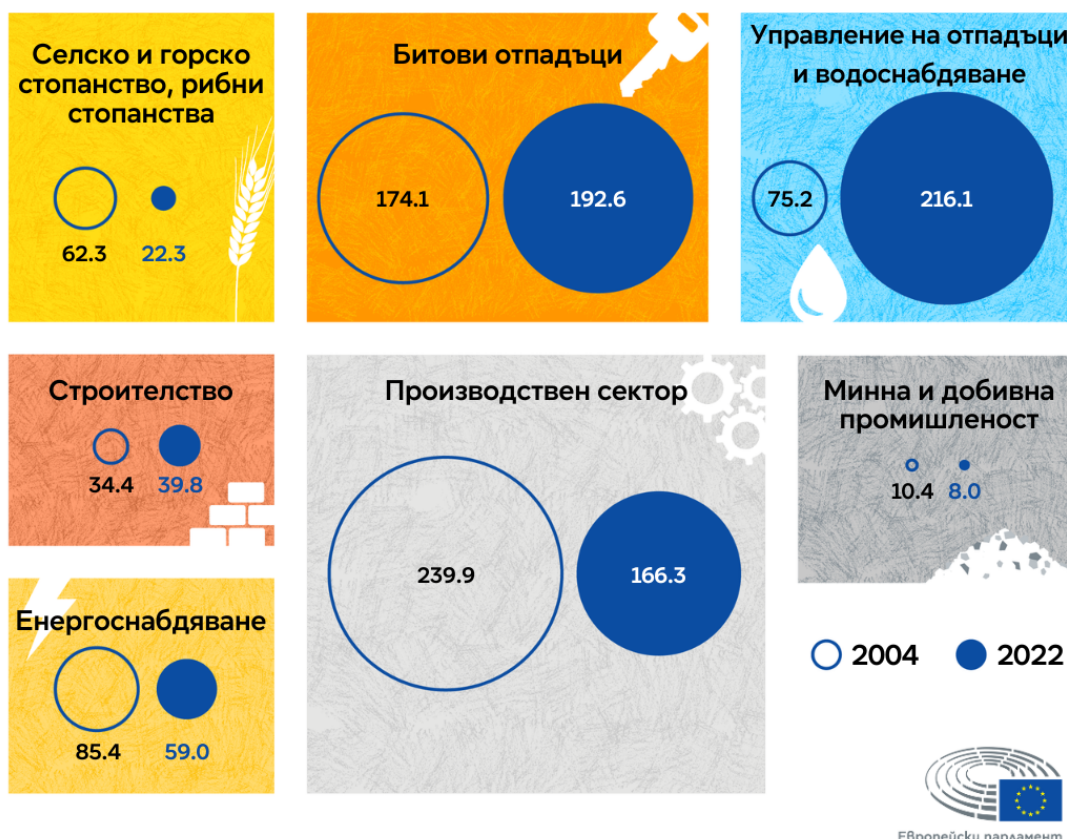 Селско и горско
стопанство, рибни
стопанства
62.3 22.3
Битови отпадъци
174.1 192.6
Управление на отпадъци
и водоснабдяване
75.2 216.1
Строителство
34.4 39.8
Производствен сектор
239.9 166.3
Минна и добивна
промишленост
10.4 8.0
Енергоснабдяване
85.4 59.0
2004 2022
Европейски парламент